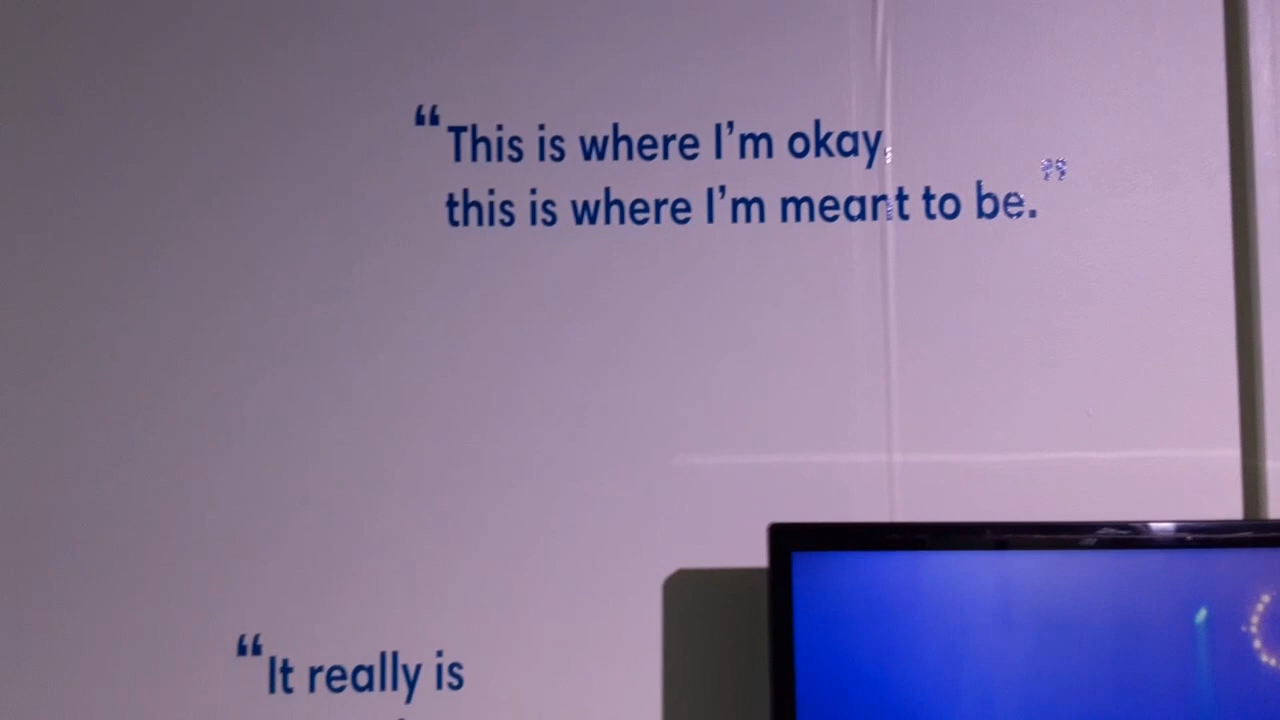 “This is where I’m okay,
this is where I’m meant to be.”
“It really is